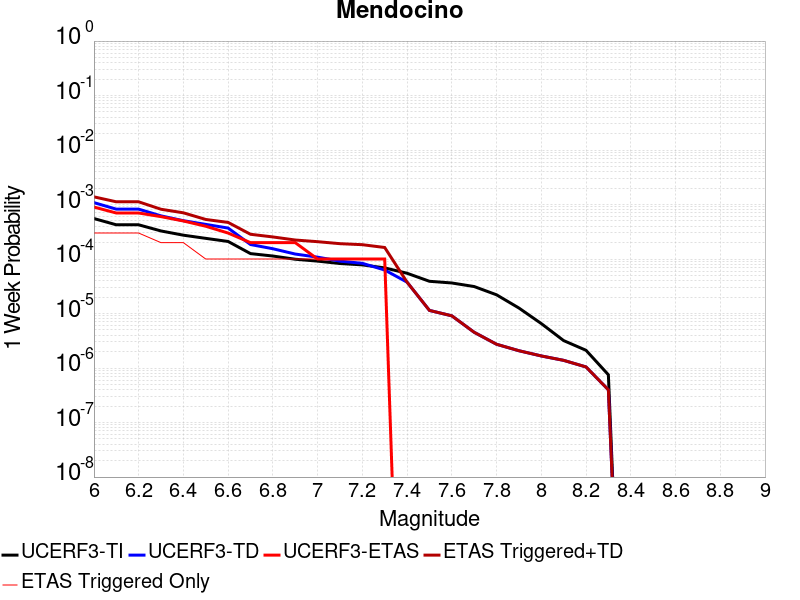 Mendocino
1 Week Probability
10^0
10^-1
10^-2
10^-3
10^-4
10^-5
10^-6
10^-7
10^-8
6 6.2 6.4 6.6 6.8 7 7.2 7.4 7.6 7.8 8 8.2 8.4 8.6 8.8 9
Magnitude
UCERF3-TI UCERF3-TD UCERF3-ETAS ETAS Triggered+TD
ETAS Triggered Only